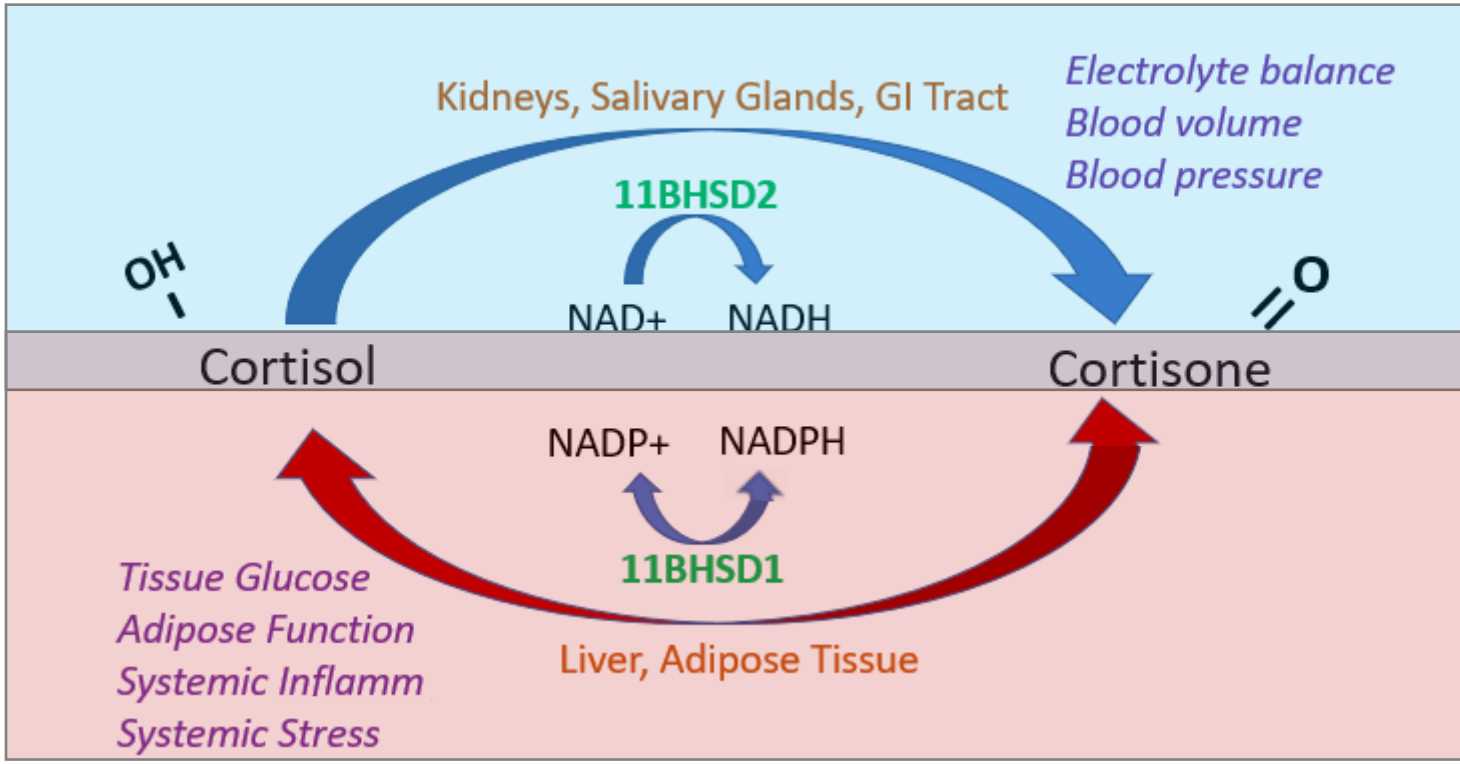 Kidneys, Salivary Glands, GI Tract
Electrolyte balance
Blood volume
Blood pressure
11BHSD2
OH
O
NAD+ NADH
Cortisol Cortisone
NADP+ NADPH
11BHSD1
Tissue Glucose
Adipose Function
Systemic Inflamm
Systemic Stress
Liver, Adipose Tissue